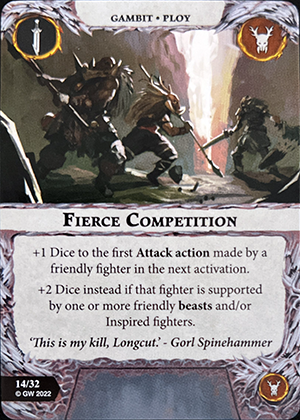 GAMBIT • PLOY
FIERCE COMPETITION
+1 Dice to the first Attack action made by a
friendly fighter in the next activation.
+2 Dice instead if that fighter is supported
by one or more friendly beasts and/or
Inspired fighters.
‘This is my kill, Longcut.’ - Gorl Spinehammer
14/32
© GW 2022